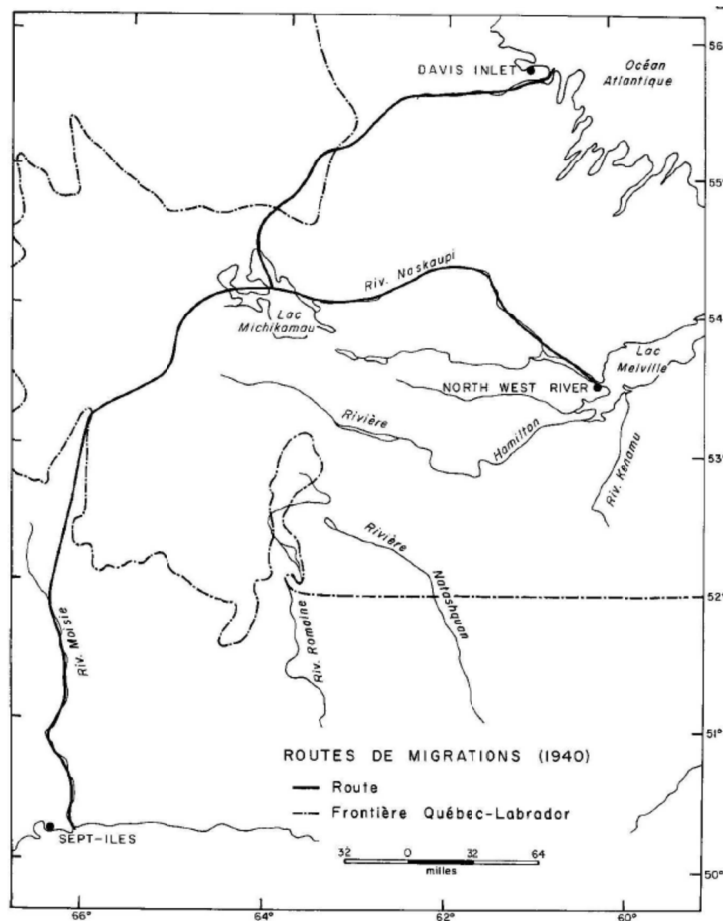 56°
DAVIS INLET
Océan
Atlantique
55°
Riv. Naskaupi
Lac
Michikamau
54°
Lac
Melville
NORTH WEST RIVER
Rivière
Hamilton
53°
Riv. Kenamu
Rivière
Natashquan
52°
Riv. Moisie
Riv. Romaine
51°
ROUTES DE MIGRATIONS (1940)
Route
Frontière Québec-Labrador
SEPT-ILES
32 0 32 64
milles
50°
66° 64° 62° 60°